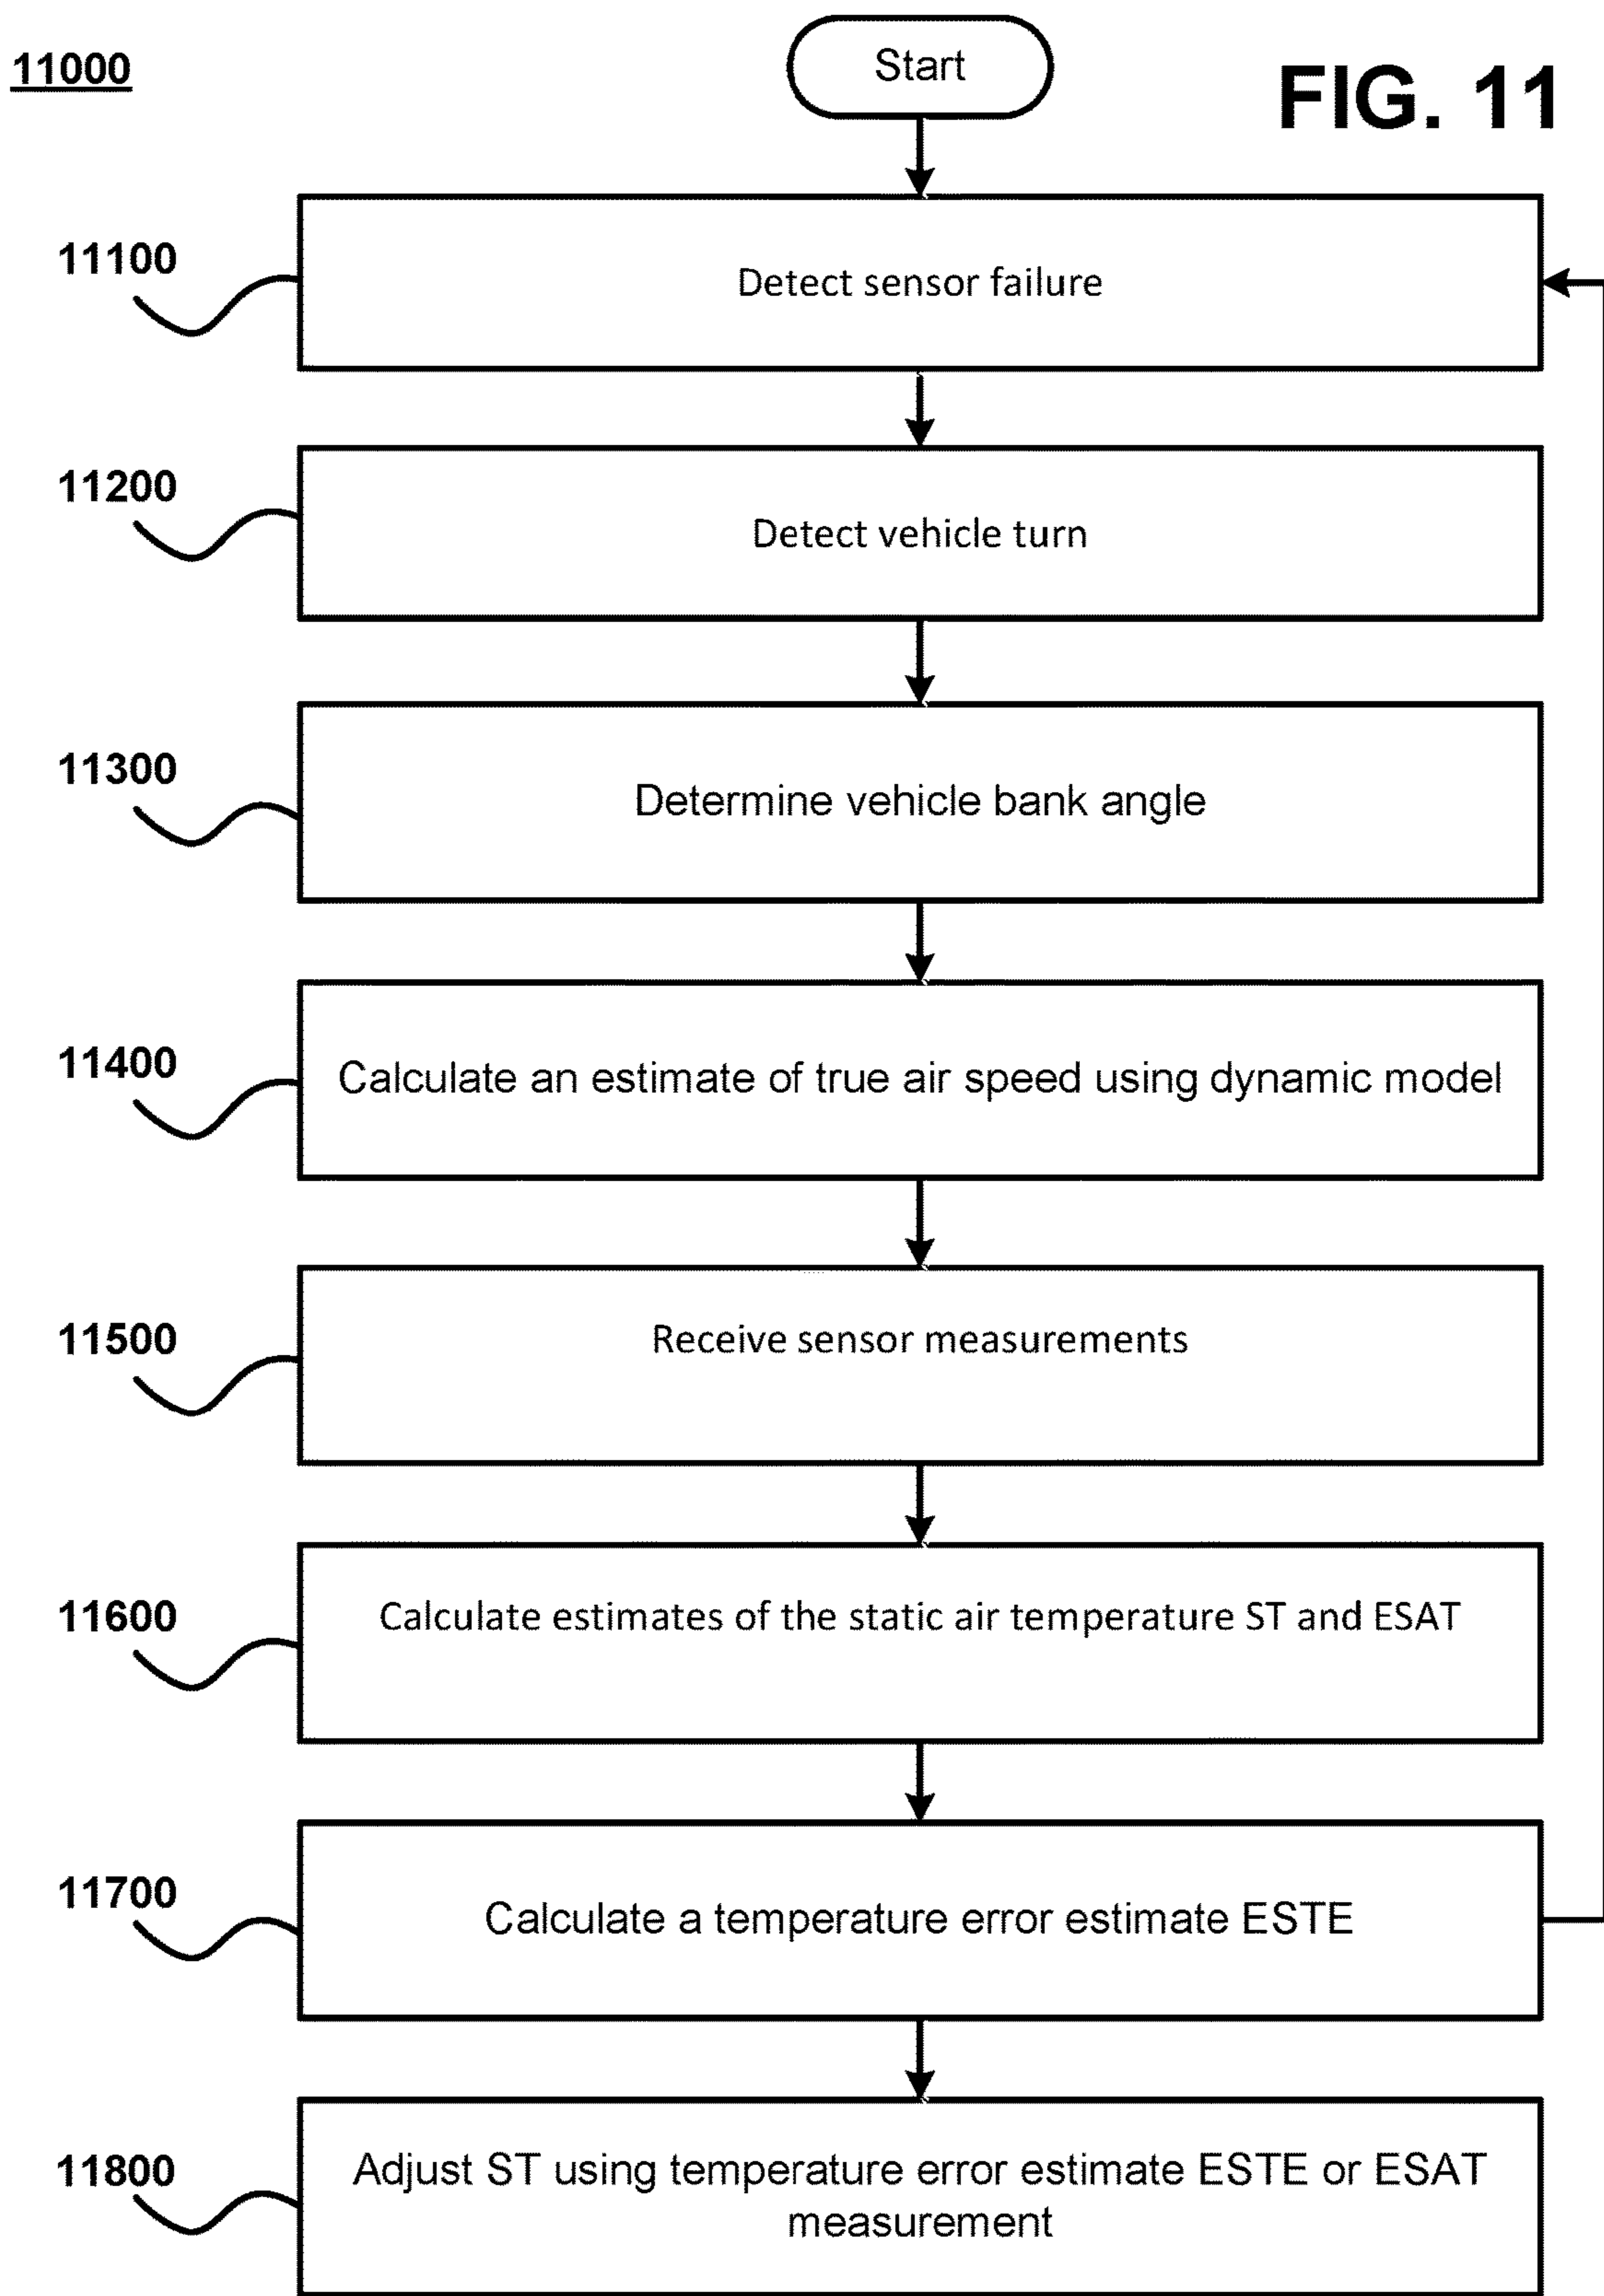 11000
Start
FIG. 11
11100
Detect sensor failure
11200
Detect vehicle turn
11300
Determine vehicle bank angle
11400
Calculate an estimate of true air speed using dynamic model
11500
Receive sensor measurements
11600
Calculate estimates of the static air temperature ST and ESAT
11700
Calculate a temperature error estimate ESTE
11800
Adjust ST using temperature error estimate ESTE or ESAT
measurement